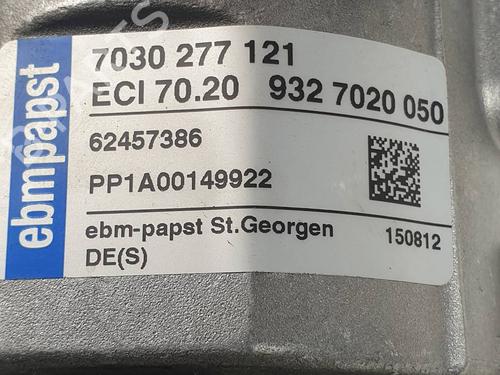 ebmpapst
7030 277 121
ECI 70.20 932 7020 050
62457386
PP1A00149922
ebm-papst St.Georgen 150812
DE(S)